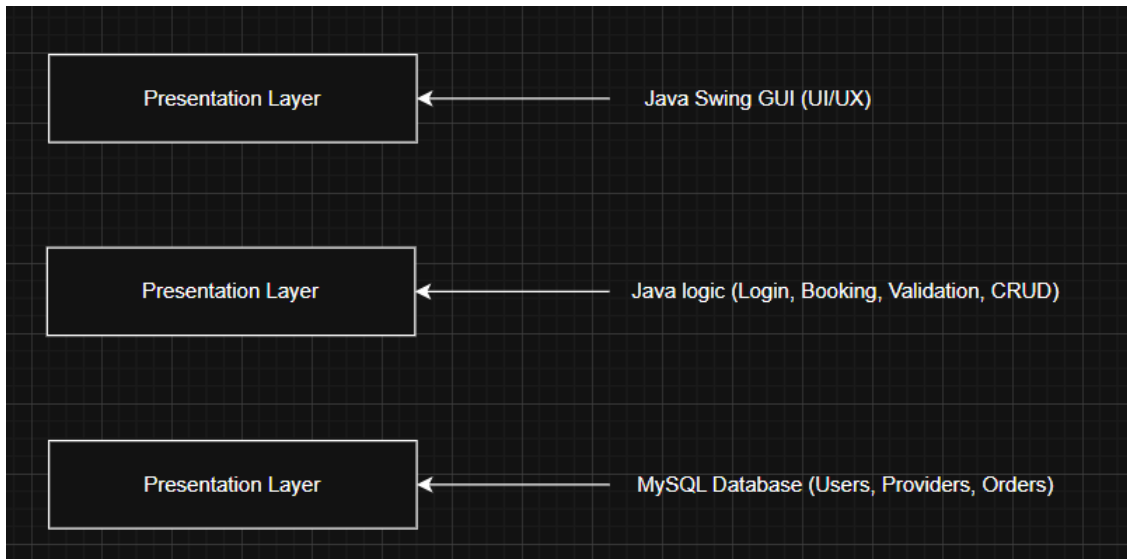 Presentation Layer
Java Swing GUI (UI/UX)
Presentation Layer
Java logic (Login, Booking, Validation, CRUD)
Presentation Layer
MySQL Database (Users, Providers, Orders)